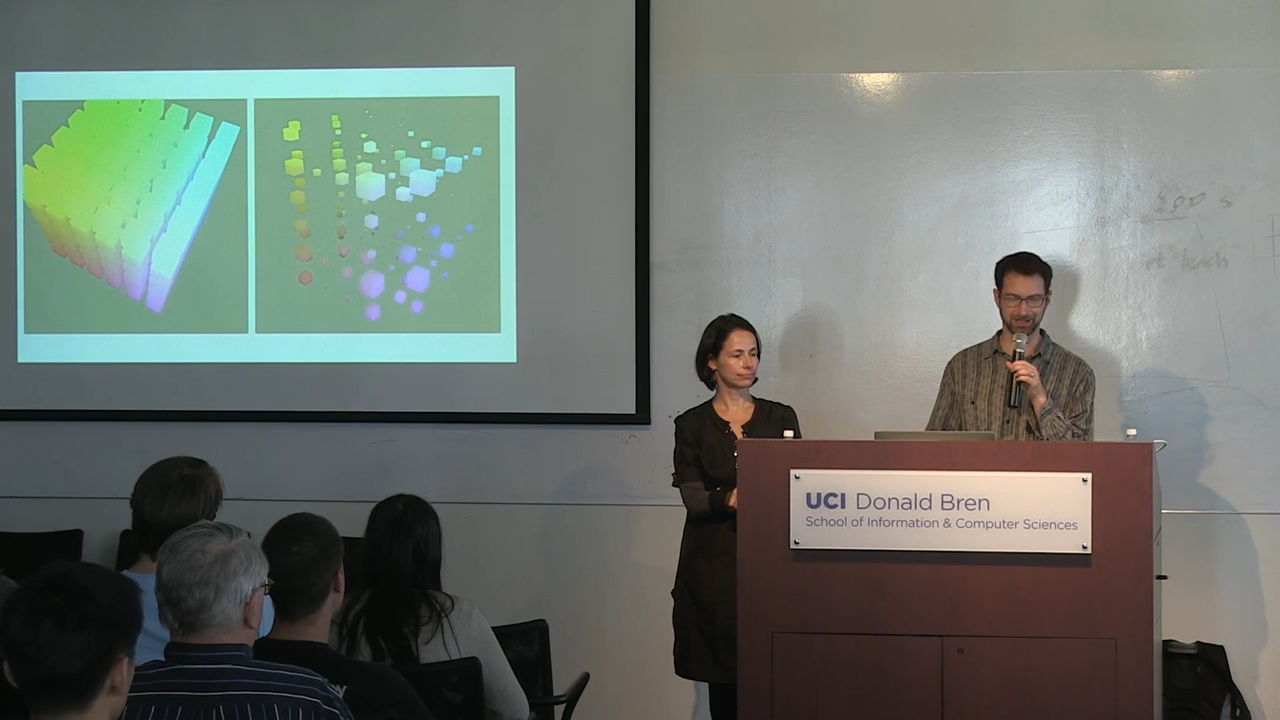 UCI Donald Bren
School of Information & Computer Sciences